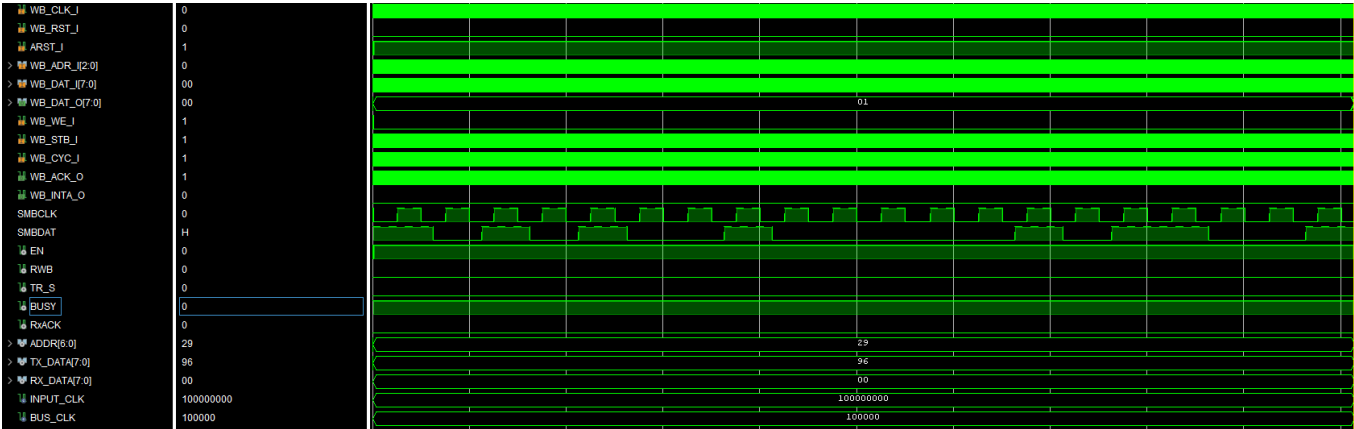 WB_CLK_I 0
WB_RST_I 0
ARST_I 1
WB_ADR_I[2:0] 0
WB_DAT_I[7:0] 00
WB_DAT_O[7:0] 00 01
WB_WE_I 1
WB_STB_I 1
WB_CYC_I 1
WB_ACK_O 1
WB_INTA_O 0
SMBCLK 0
SMBDAT H
EN 0
RWB 0
TR_S 0
BUSY 0
RxACK 0
ADDR[6:0] 29 29
TX_DATA[7:0] 96 96
RX_DATA[7:0] 00 00
INPUT_CLK 100000000 100000000
BUS_CLK 100000 100000